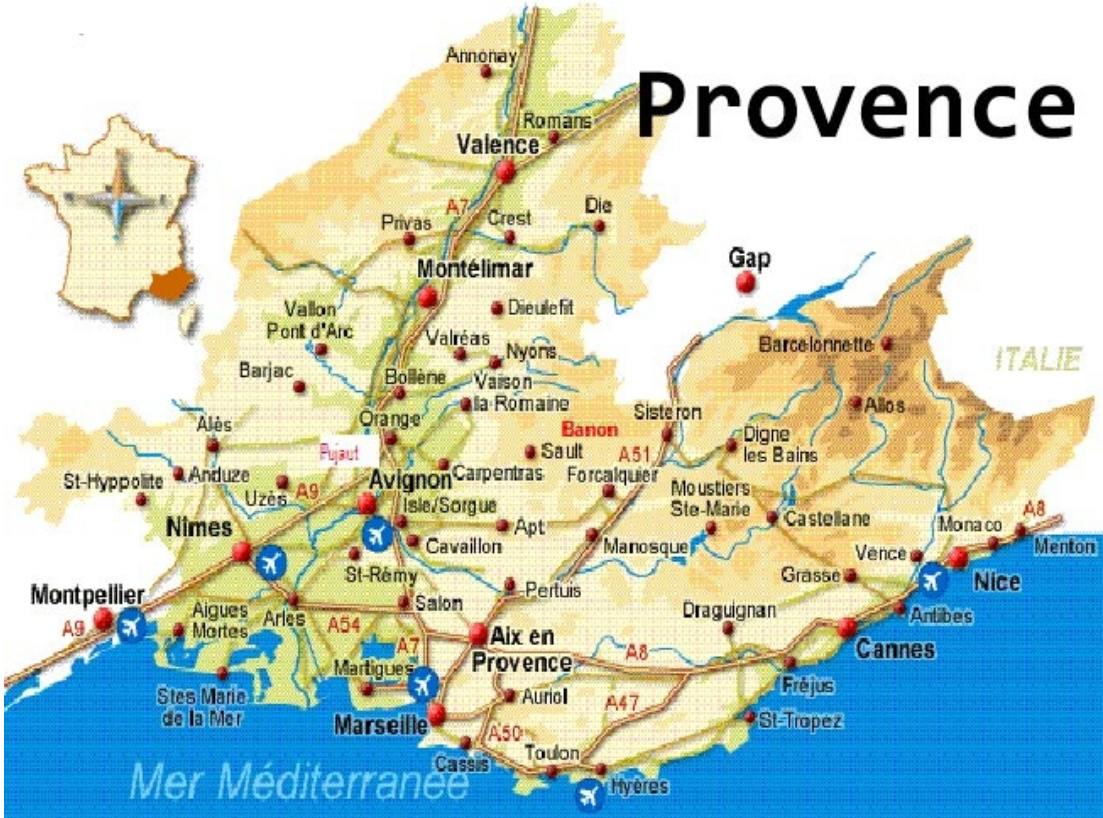 Provence
Annonay
Romans
Valence
A7
Privas
Crest
Die
Gap
Montélimar
Vallon
Pont d'Arc
Dieulefit
Valréas
Nyons
Barcelonnette
ITALIE
Barjac
Bollène
Vaison
la-Romaine
Allos
Orange
Sisteron
Alès
Banon
Pujaut
Sault
A51
Digne
les Bains
Anduze
St-Hyppolite
Uzès
A9
Avignon
Carpentras
Forcalquier
Moustiers
Ste-Marie
Isle/Sorgue
Apt
Castellane
Nîmes
Cavaillon
Manosque
Monaco
A8
Menton
Vence
Nice
St-Rémy
Pertuis
Grasse
Montpellier
A9
Aigues
Mortes
Arles
A54
Salon
Draguignan
Antibes
Aix en
Provence
A7
A8
Cannes
Martigues
Stes Marie
de la Mer
Auriol
A47
Fréjus
Marseille
A50
St-Tropez
Cassis
Toulon
Hyères
Mer Méditerranée